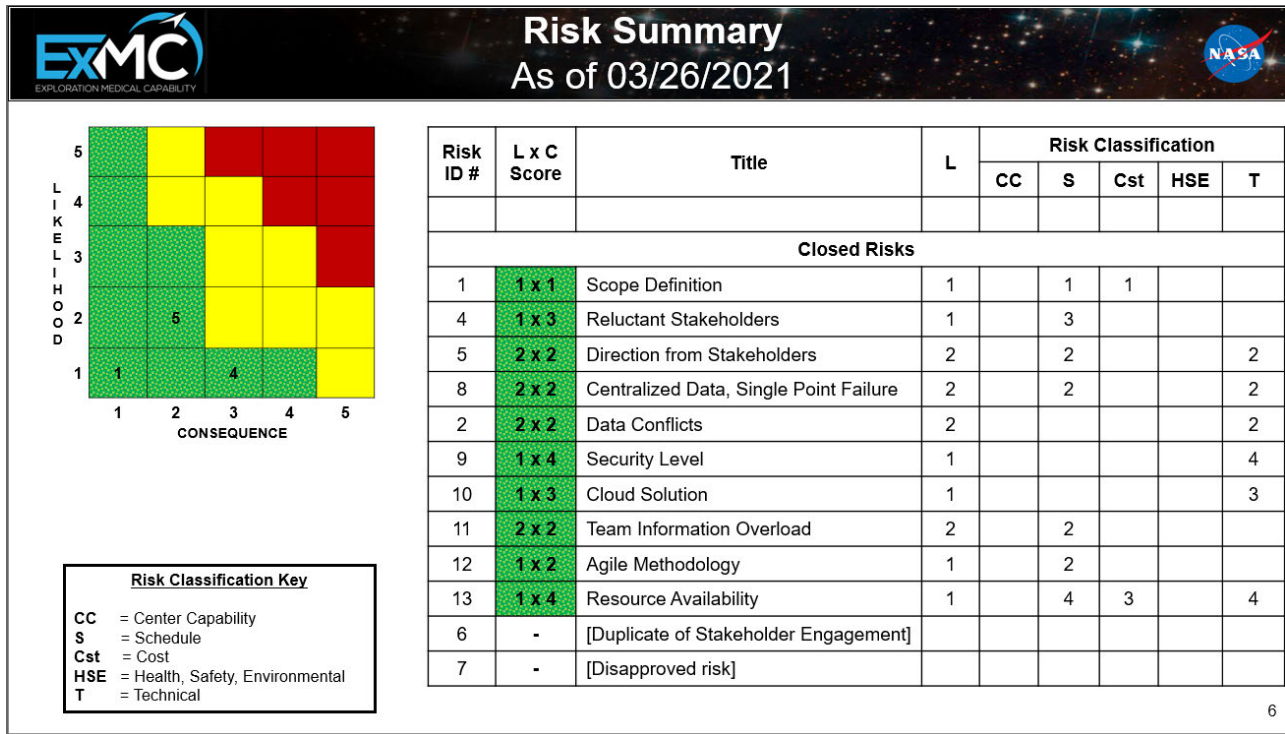 EXMC
EXPLORATION MEDICAL CAPABILITY
Risk Summary
As of 03/26/2021
NASA
LIKELIHOOD
5
4
3
2 5
1 1 4
1 2 3 4 5
CONSEQUENCE
Risk Classification Key
CC = Center Capability
S = Schedule
Cst = Cost
HSE = Health, Safety, Environmental
T = Technical
Risk ID # L x C Score Title L Risk Classification
CC S Cst HSE T
Closed Risks
1 1 x 1 Scope Definition 1 1 1
4 1 x 3 Reluctant Stakeholders 1 3
5 2 x 2 Direction from Stakeholders 2 2 2
8 2 x 2 Centralized Data, Single Point Failure 2 2 2
2 2 x 2 Data Conflicts 2 2
9 1 x 4 Security Level 1 4
10 1 x 3 Cloud Solution 1 3
11 2 x 2 Team Information Overload 2 2
12 1 x 2 Agile Methodology 1 2
13 1 x 4 Resource Availability 1 4 3 4
6 - [Duplicate of Stakeholder Engagement]
7 - [Disapproved risk]
6